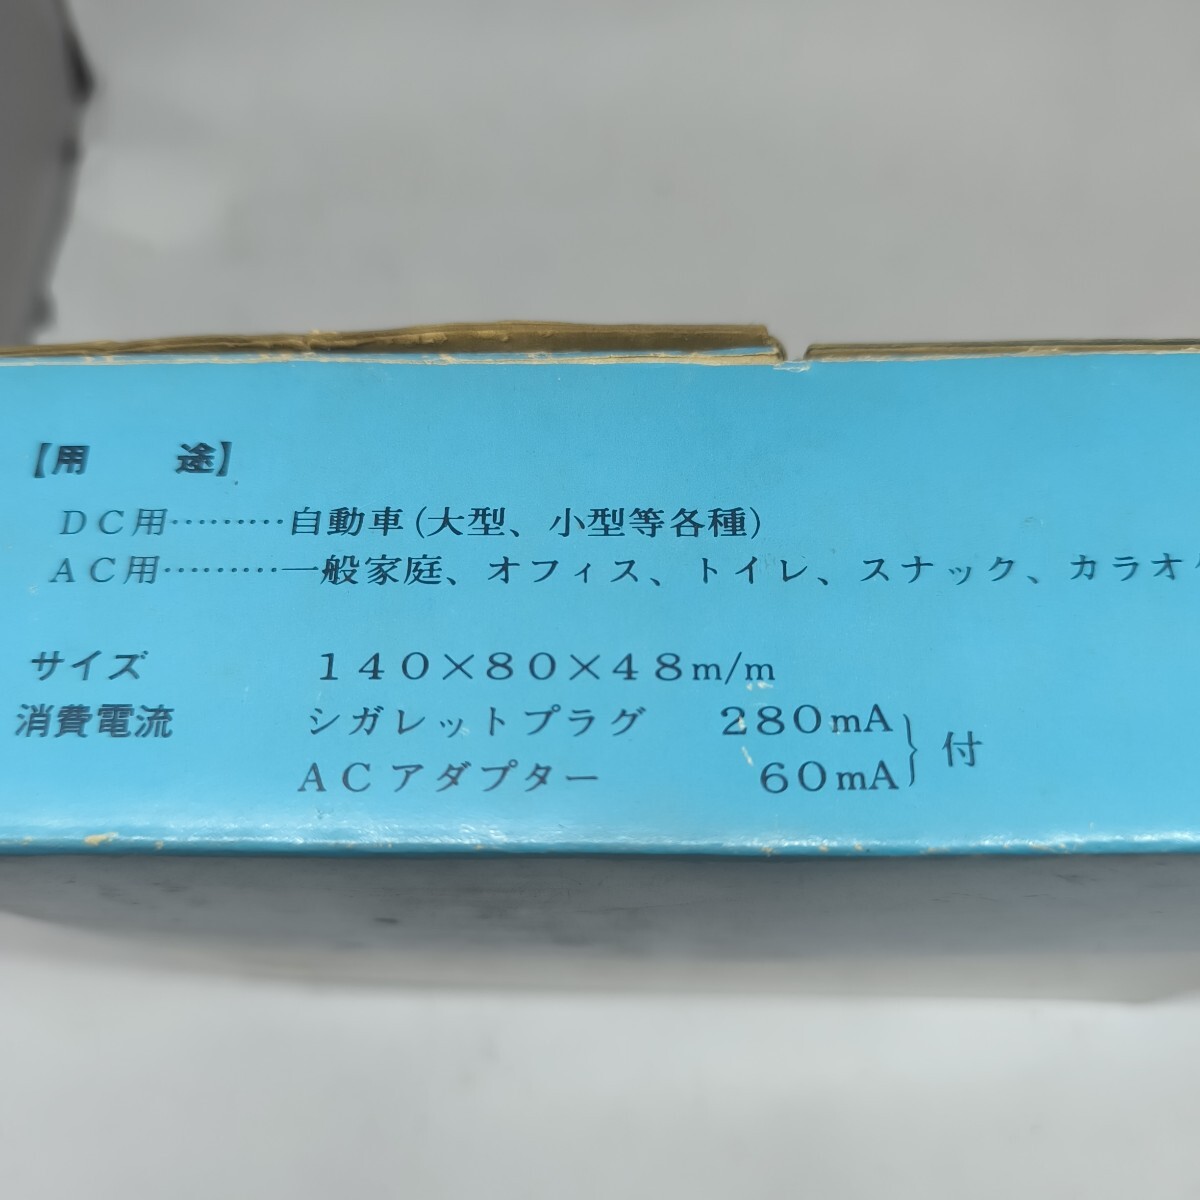 【用　途】
DC用………自動車(大型、小型等各種)
AC用………一般家庭、オフィス、トイレ、スナック、カラオ
サイズ 140×80×48m/m
消費電流 シガレットプラグ 280mA
ACアダプター 60mA } 付